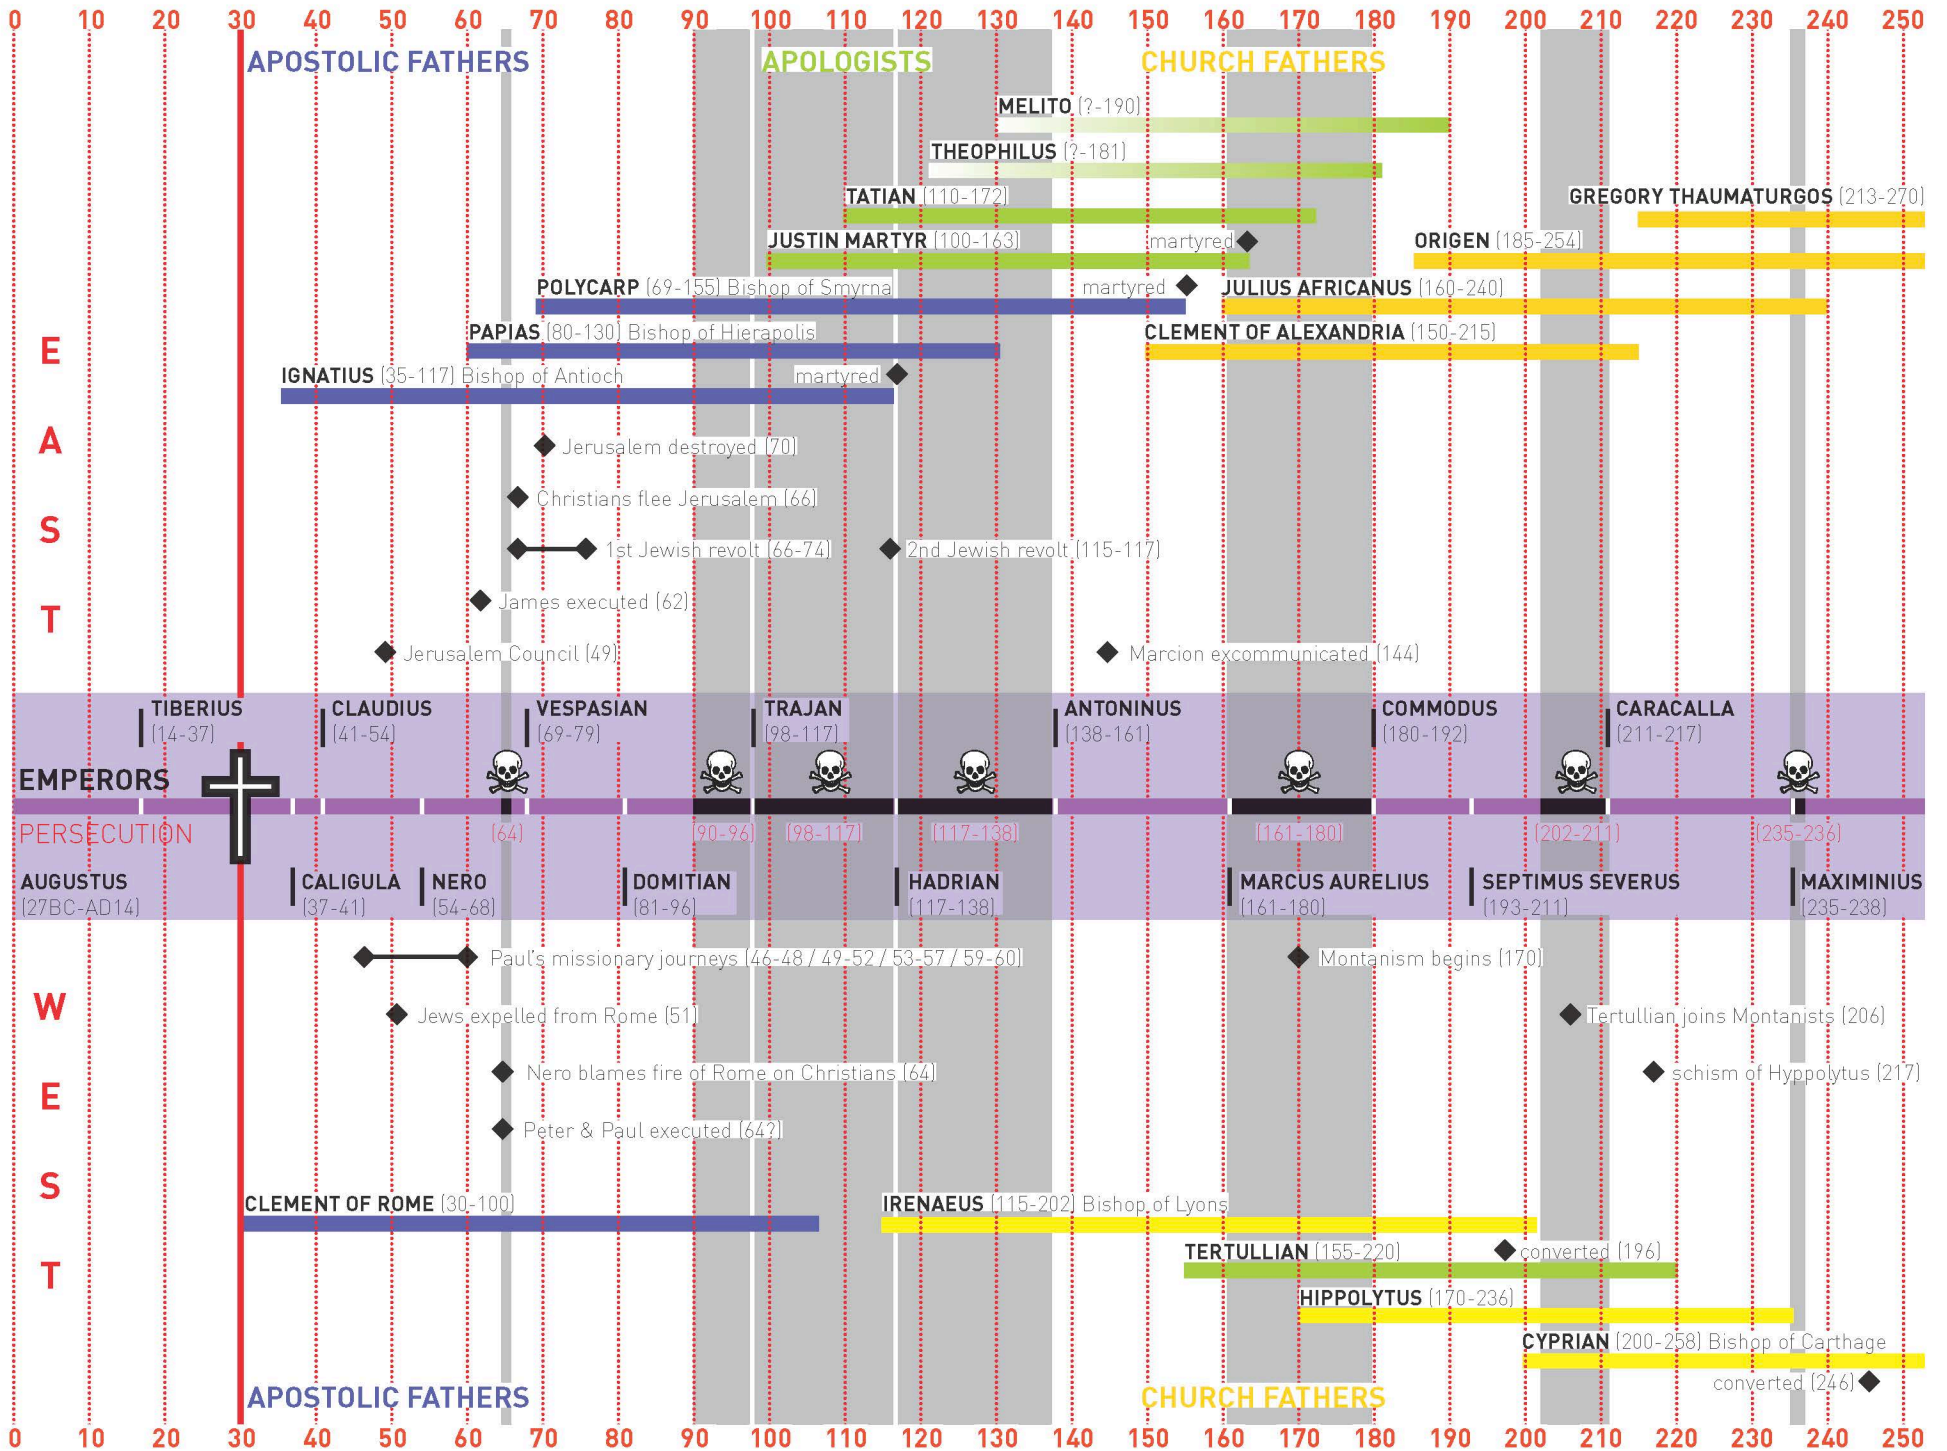 0 10 20 30 40 50 60 70 80 90 100 110 120 130 140 150 160 170 180 190 200 210 220 230 240 250
APOSTOLIC FATHERS APOLOGISTS CHURCH FATHERS
MELITO (?-190)
THEOPHILUS (?-181)
TATIAN (110-172)
GREGORY THAUMATURGOS (213-270)
JUSTIN MARTYR (100-163) martyred
ORIGEN (185-254)
POLYCARP (69-155) Bishop of Smyrna martyred
JULIUS AFRICANUS (160-240)
PAPIAS (80-130) Bishop of Hierapolis
CLEMENT OF ALEXANDRIA (150-215)
IGNATIUS (35-117) Bishop of Antioch martyred
EAST
Jerusalem destroyed (70)
Christians flee Jerusalem (66)
1st Jewish revolt (66-74)
2nd Jewish revolt (115-117)
James executed (62)
Jerusalem Council (49)
Marcion excommunicated (144)
TIBERIUS
(14-37)
CLAUDIUS
(41-54)
VESPASIAN
(69-79)
TRAJAN
(98-117)
ANTONINUS
(138-161)
COMMODUS
(180-192)
CARACALLA
(211-217)
EMPERORS
PERSECUTION
(64) (90-96) (98-117) (117-138) (161-180) (202-211) (235-236)
AUGUSTUS
(27BC-AD14)
CALIGULA
(37-41)
NERO
(54-68)
DOMITIAN
(81-96)
HADRIAN
(117-138)
MARCUS AURELIUS
(161-180)
SEPTIMUS SEVERUS
(193-211)
MAXIMINIUS
(235-238)
WEST
Paul's missionary journeys (46-48 / 49-52 / 53-57 / 59-60)
Montanism begins (170)
Jews expelled from Rome (51)
Tertullian joins Montanists (206)
Nero blames fire of Rome on Christians (64)
schism of Hyppolytus (217)
Peter & Paul executed (64?)
CLEMENT OF ROME (30-100)
IRENAEUS (115-202) Bishop of Lyons
TERTULLIAN (155-220)
converted (196)
HIPPOLYTUS (170-236)
CYPRIAN (200-258) Bishop of Carthage
converted (246)
APOSTOLIC FATHERS CHURCH FATHERS
0 10 20 30 40 50 60 70 80 90 100 110 120 130 140 150 160 170 180 190 200 210 220 230 240 250